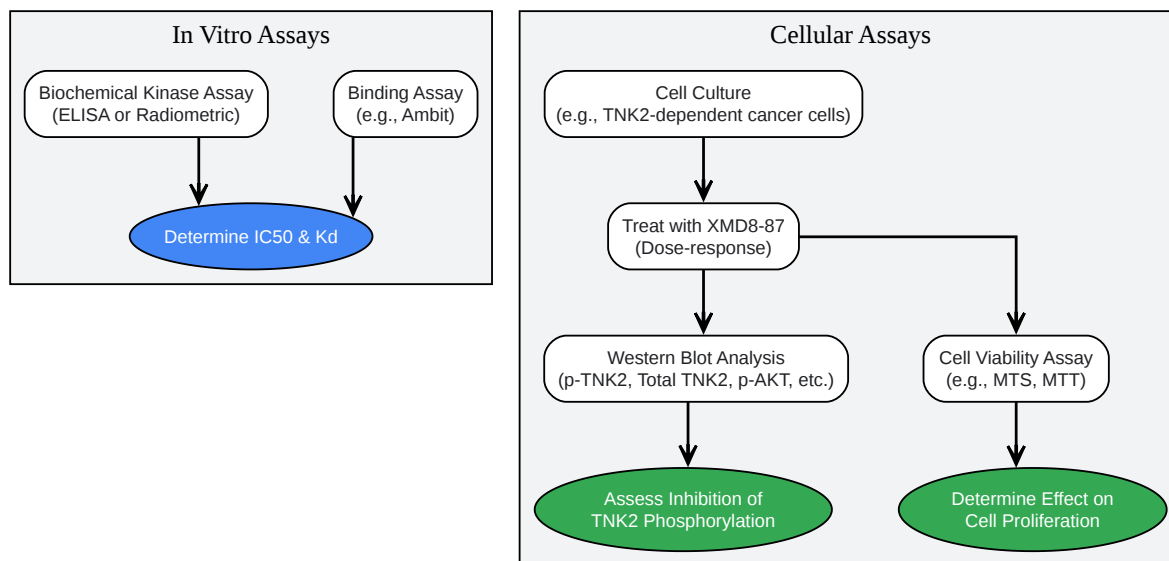 In Vitro Assays
Biochemical Kinase Assay
(ELISA or Radiometric)
Binding Assay
(e.g., Ambit)
Determine IC50 & Kd
Cellular Assays
Cell Culture
(e.g., TNK2-dependent cancer cells)
Treat with XMD8-87
(Dose-response)
Western Blot Analysis
(p-TNK2, Total TNK2, p-AKT, etc.)
Cell Viability Assay
(e.g., MTS, MTT)
Assess Inhibition of
TNK2 Phosphorylation
Determine Effect on
Cell Proliferation